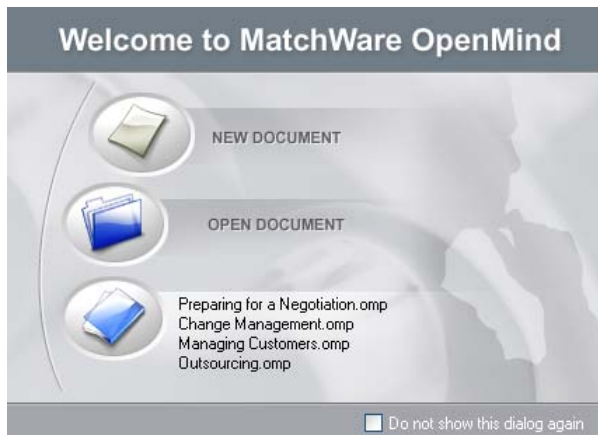 Welcome to MatchWare OpenMind
NEW DOCUMENT
OPEN DOCUMENT
Preparing for a Negotiation.omp
Change Management.omp
Managing Customers.omp
Outsourcing.omp
Do not show this dialog again